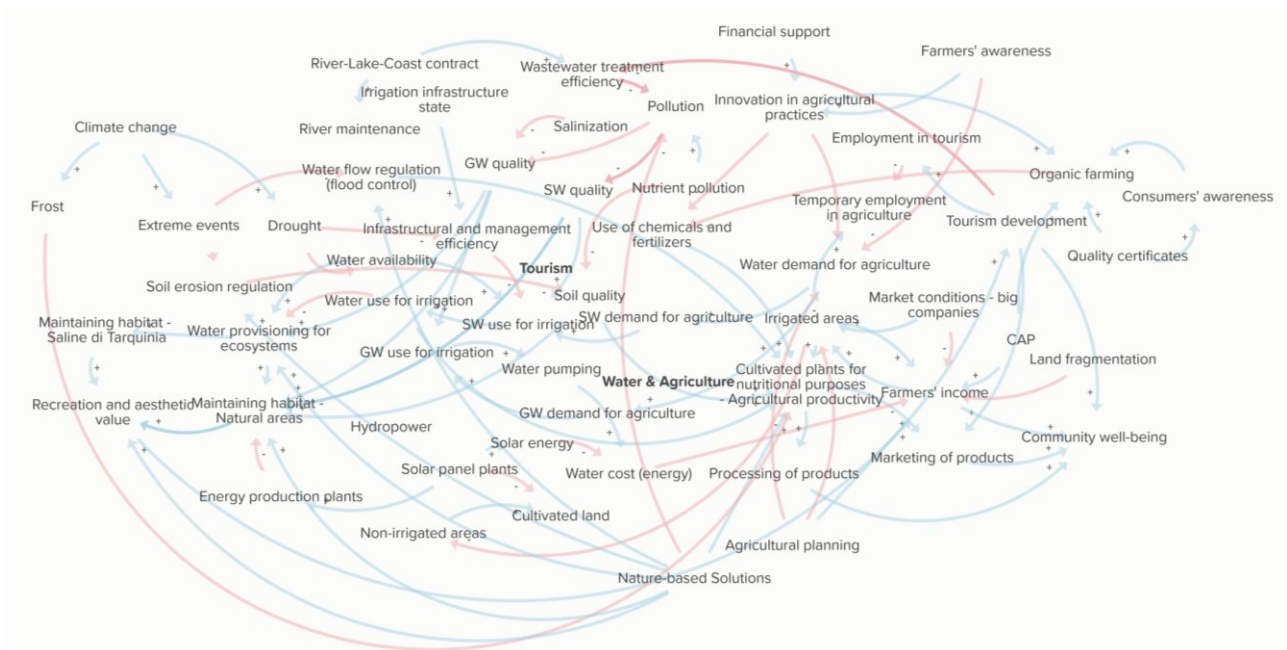 Financial support
Farmers' awareness
River-Lake-Coast contract
Wastewater treatment
efficiency
Irrigation infrastructure
state
Pollution
Innovation in agricultural
practices
Climate change
River maintenance
Salinization
Employment in tourism
GW quality
Water flow regulation
(flood control)
SW quality
Nutrient pollution
Organic farming
Consumers' awareness
Frost
Temporary employment
in agriculture
Tourism development
Extreme events
Drought
Infrastructural and management
efficiency
Use of chemicals and
fertilizers
Quality certificates
Water availability
Tourism
Water demand for agriculture
Soil erosion regulation
Water use for irrigation
Soil quality
Market conditions - big
companies
Maintaining habitat -
Saline di Tarquinia
Water provisioning for
ecosystems
SW use for irrigation
SW demand for agriculture
Irrigated areas
CAP
GW use for irrigation
Land fragmentation
Water pumping
Water & Agriculture
Cultivated plants for
nutritional purposes
- Agricultural productivity
Farmers' income
Recreation and aesthetic
value
Maintaining habitat -
Natural areas
GW demand for agriculture
Hydropower
Community well-being
Solar energy
Marketing of products
Solar panel plants
Water cost (energy)
Processing of products
Energy production plants
Cultivated land
Non-irrigated areas
Agricultural planning
Nature-based Solutions